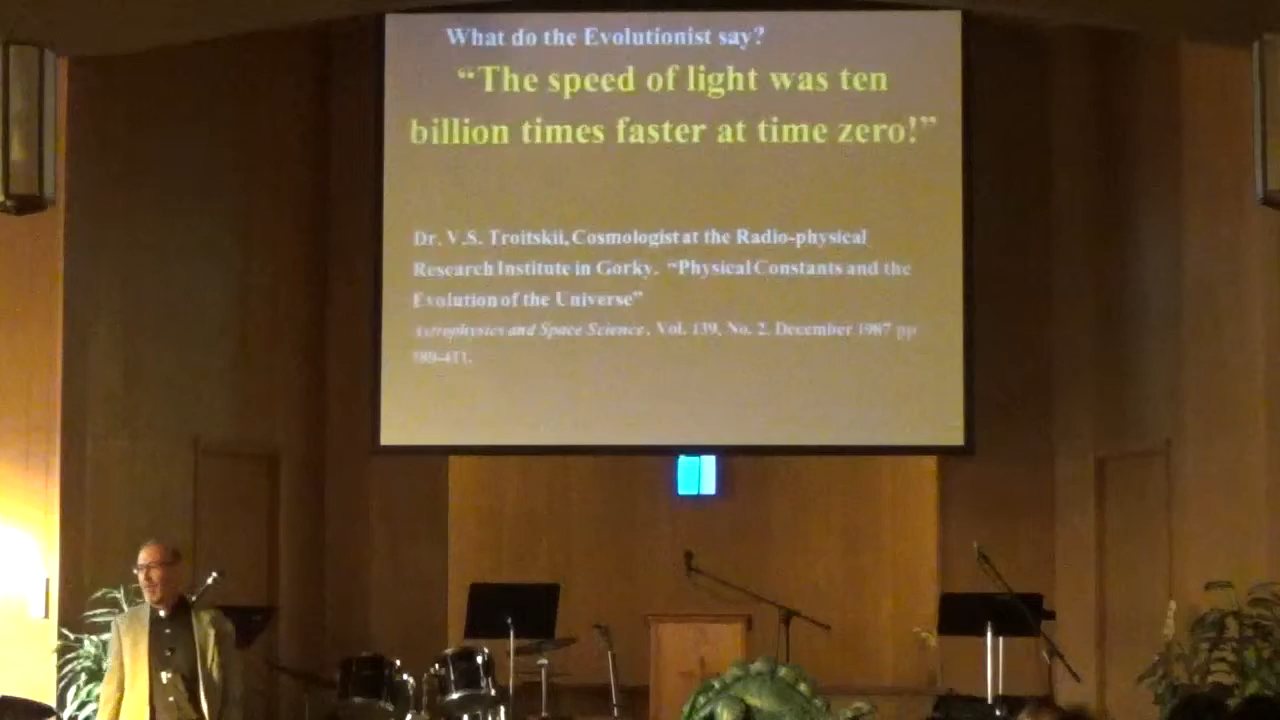 What do the Evolutionist say?
“The speed of light was ten
billion times faster at time zero!”
Dr. V.S. Troitskii, Cosmologist at the Radio-physical
Research Institute in Gorky. “Physical Constants and the
Evolution of the Universe”
Astrophysics and Space Science, Vol. 139, No. 2, December 1987 pp